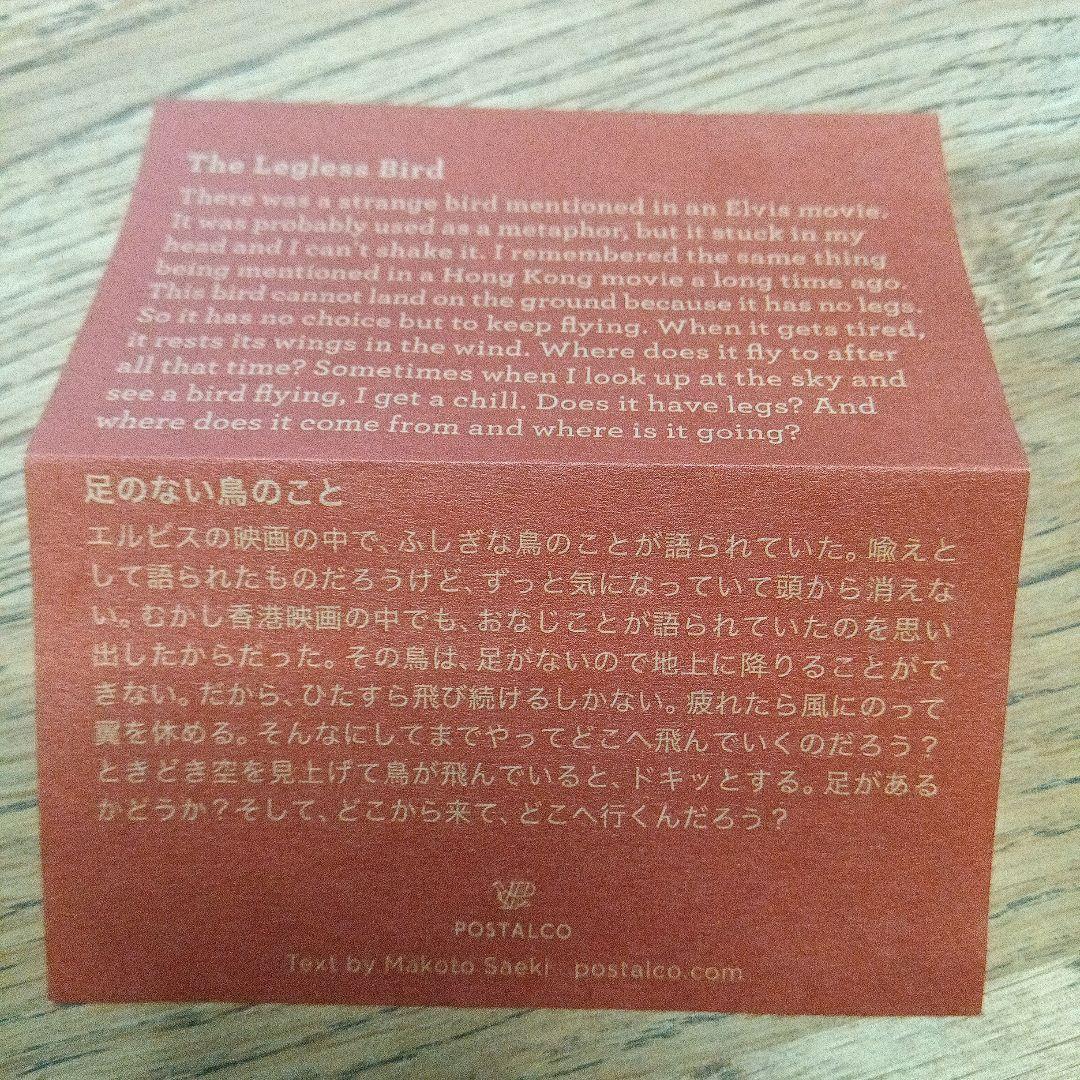 The Legless Bird
There was a strange bird mentioned in an Elvis movie.
It was probably used as a metaphor, but it stuck in my
head and I can't shake it. I remembered the same thing
being mentioned in a Hong Kong movie a long time ago.
This bird cannot land on the ground because it has no legs.
So it has no choice but to keep flying. When it gets tired,
it rests its wings in the wind. Where does it fly to after
all that time? Sometimes when I look up at the sky and
see a bird flying, I get a chill. Does it have legs? And
where does it come from and where is it going?
足のない鳥のこと
エルビスの映画の中で、ふしぎな鳥のことが語られていた。喩えと
して語られたものだろうけど、ずっと気になっていて頭から消えな
い。むかし香港映画の中でも、おなじことが語られていたのを思い
出したからだった。その鳥は、足がないので地上に降りることがで
きない。だから、ひたすら飛び続けるしかない。疲れたら風にのって
翼を休める。そんなにしてまでやってどこへ飛んでいくのだろう？
ときどき空を見上げて鳥が飛んでいると、ドキッとする。足がある
かどうか？そして、どこから来て、どこへ行くんだろう？
POSTALCO
Text by Makoto Saeki postalco.com